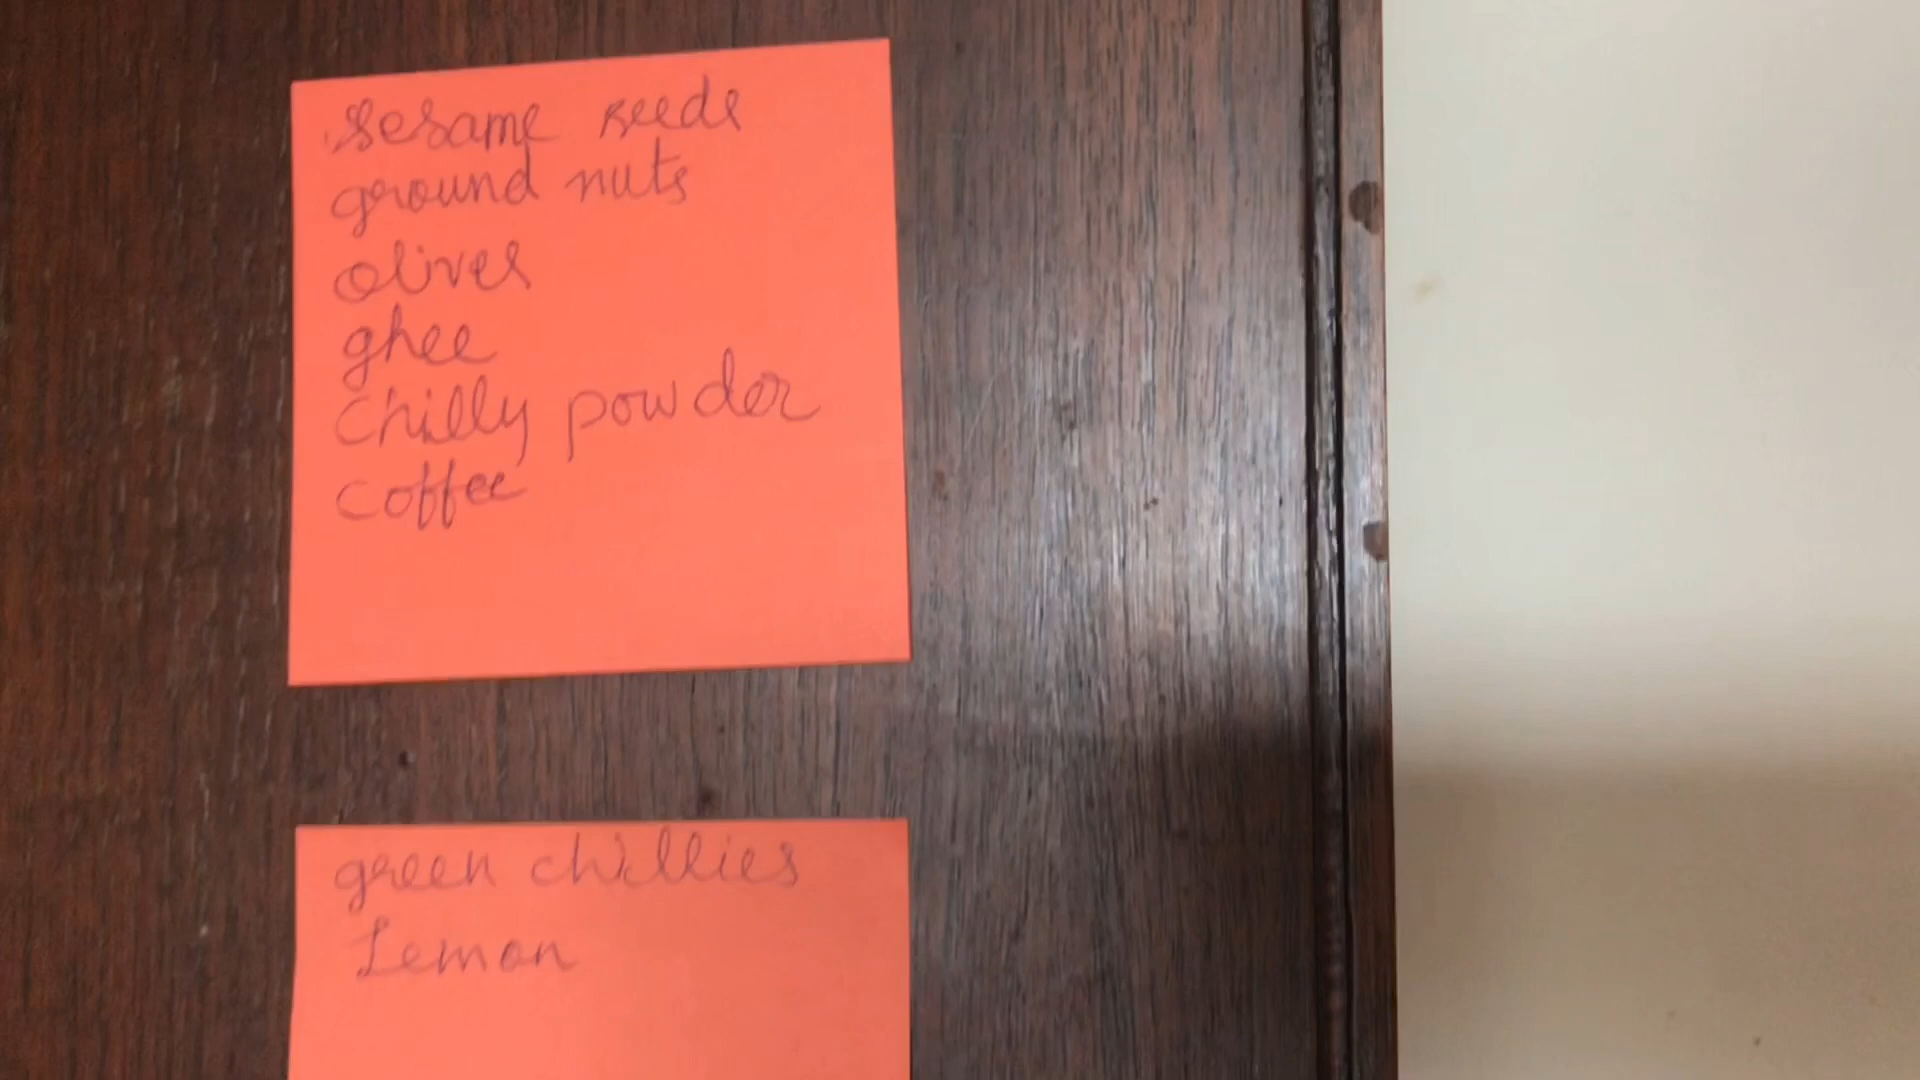 sesame seeds
ground nuts
olives
ghee
chilly powder
coffee
green chillies
Lemon